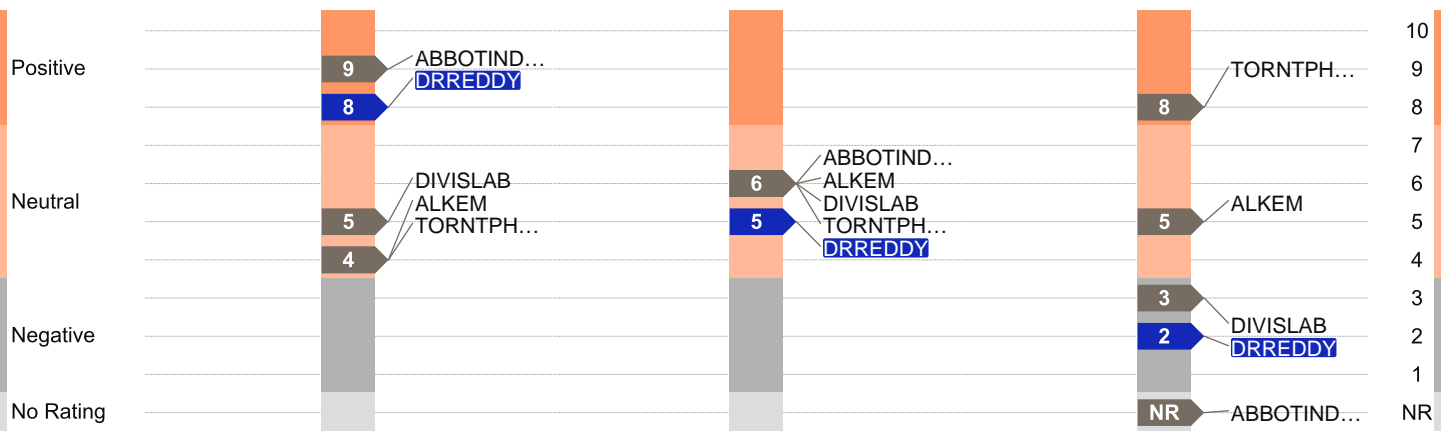 Positive
Neutral
Negative
No Rating
9
8
5
4
ABBOTIND…
DRREDDY
DIVISLAB
ALKEM
TORNTPH…
6
5
ABBOTIND…
ALKEM
DIVISLAB
TORNTPH…
DRREDDY
8
5
3
2
NR
TORNTPH…
ALKEM
DIVISLAB
DRREDDY
ABBOTIND…
10
9
8
7
6
5
4
3
2
1
NR